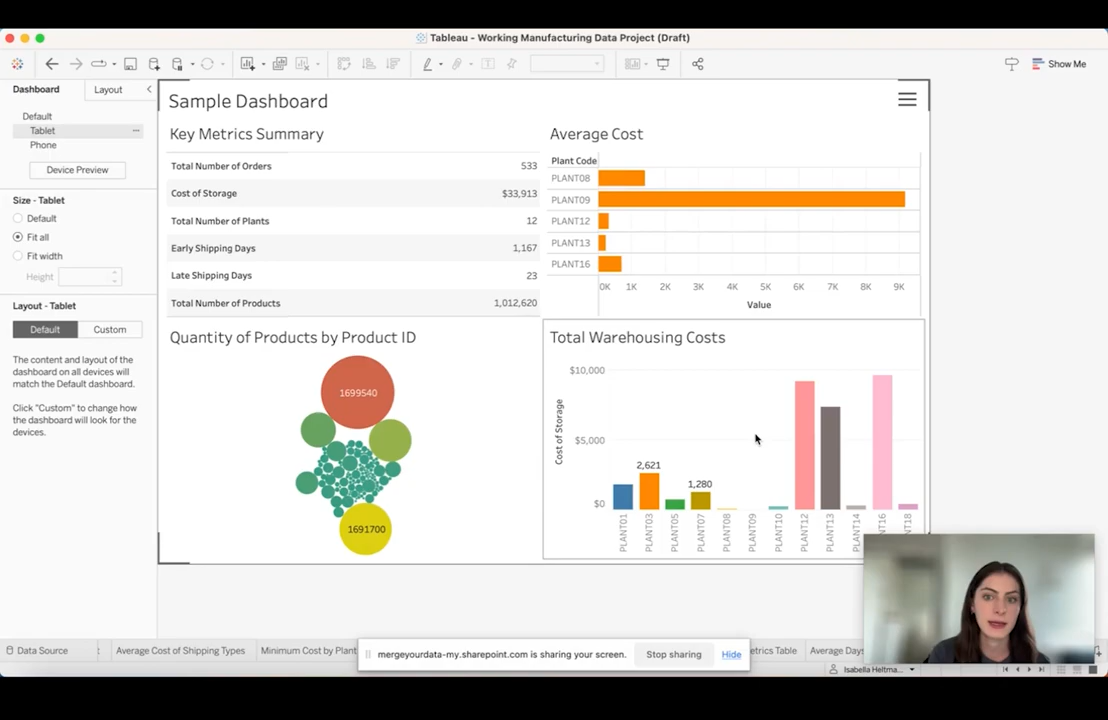 Tableau - Working Manufacturing Data Project (Draft)
Show Me
Dashboard
Layout
Default
Tablet
Phone
Device Preview
Size - Tablet
Default
Fit all
Fit width
Height
Layout - Tablet
Default
Custom
The content and layout of the
dashboard on all devices will
match the Default dashboard.
Click "Custom" to change how
the dashboard will look for the
devices.
Sample Dashboard
Key Metrics Summary
Total Number of Orders 533
Cost of Storage $33,913
Total Number of Plants 12
Early Shipping Days 1,167
Late Shipping Days 23
Total Number of Products 1,012,620
Average Cost
Plant Code
PLANT08
PLANT09
PLANT12
PLANT13
PLANT16
0K 1K 2K 3K 4K 5K 6K 7K 8K 9K
Value
Quantity of Products by Product ID
1699540
1691700
Total Warehousing Costs
Cost of Storage
$10,000
$5,000
$0
2,621
1,280
PLANT01
PLANT03
PLANT05
PLANT07
PLANT08
PLANT09
PLANT10
PLANT12
PLANT13
PLANT14
Data Source
Average Cost of Shipping Types
Minimum Cost by Plant
mergeyourdata-my.sharepoint.com is sharing your screen.
Stop sharing
Hide
etrics Table
Average Days
Isabella Heltma...